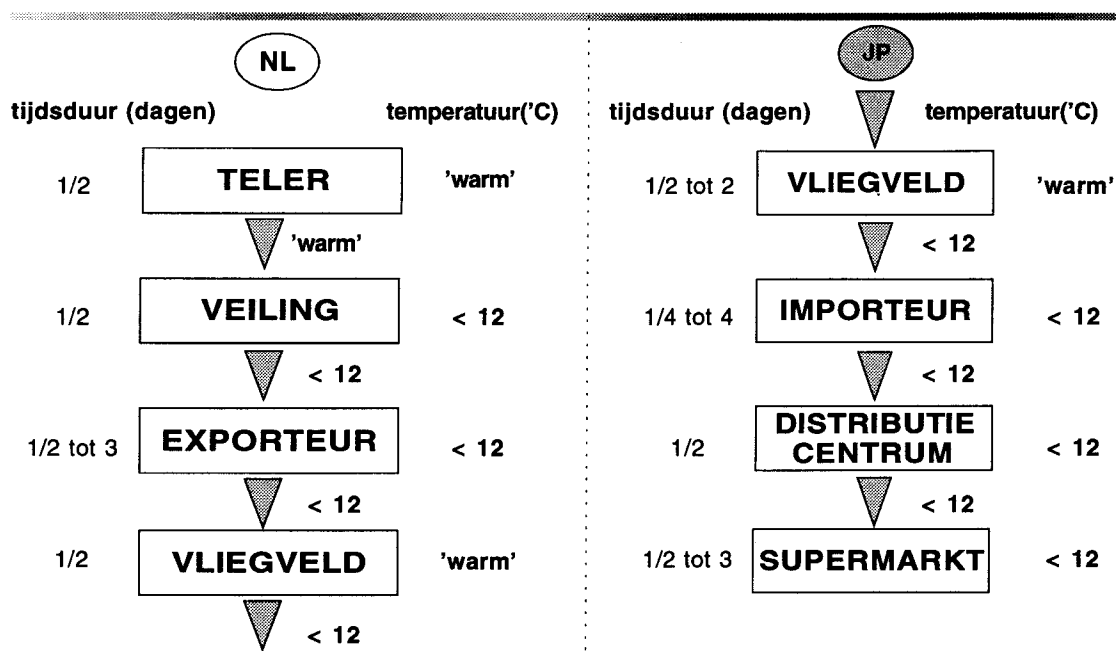 NL
tijdsduur (dagen) temperatuur('C)
1/2 TELER 'warm'
'warm'
1/2 VEILING < 12
< 12
1/2 tot 3 EXPORTEUR < 12
< 12
1/2 VLIEGVELD 'warm'
< 12
JP
tijdsduur (dagen) temperatuur('C)
1/2 tot 2 VLIEGVELD 'warm'
< 12
1/4 tot 4 IMPORTEUR < 12
< 12
DISTRIBUTIE
1/2 CENTRUM < 12
< 12
1/2 tot 3 SUPERMARKT < 12